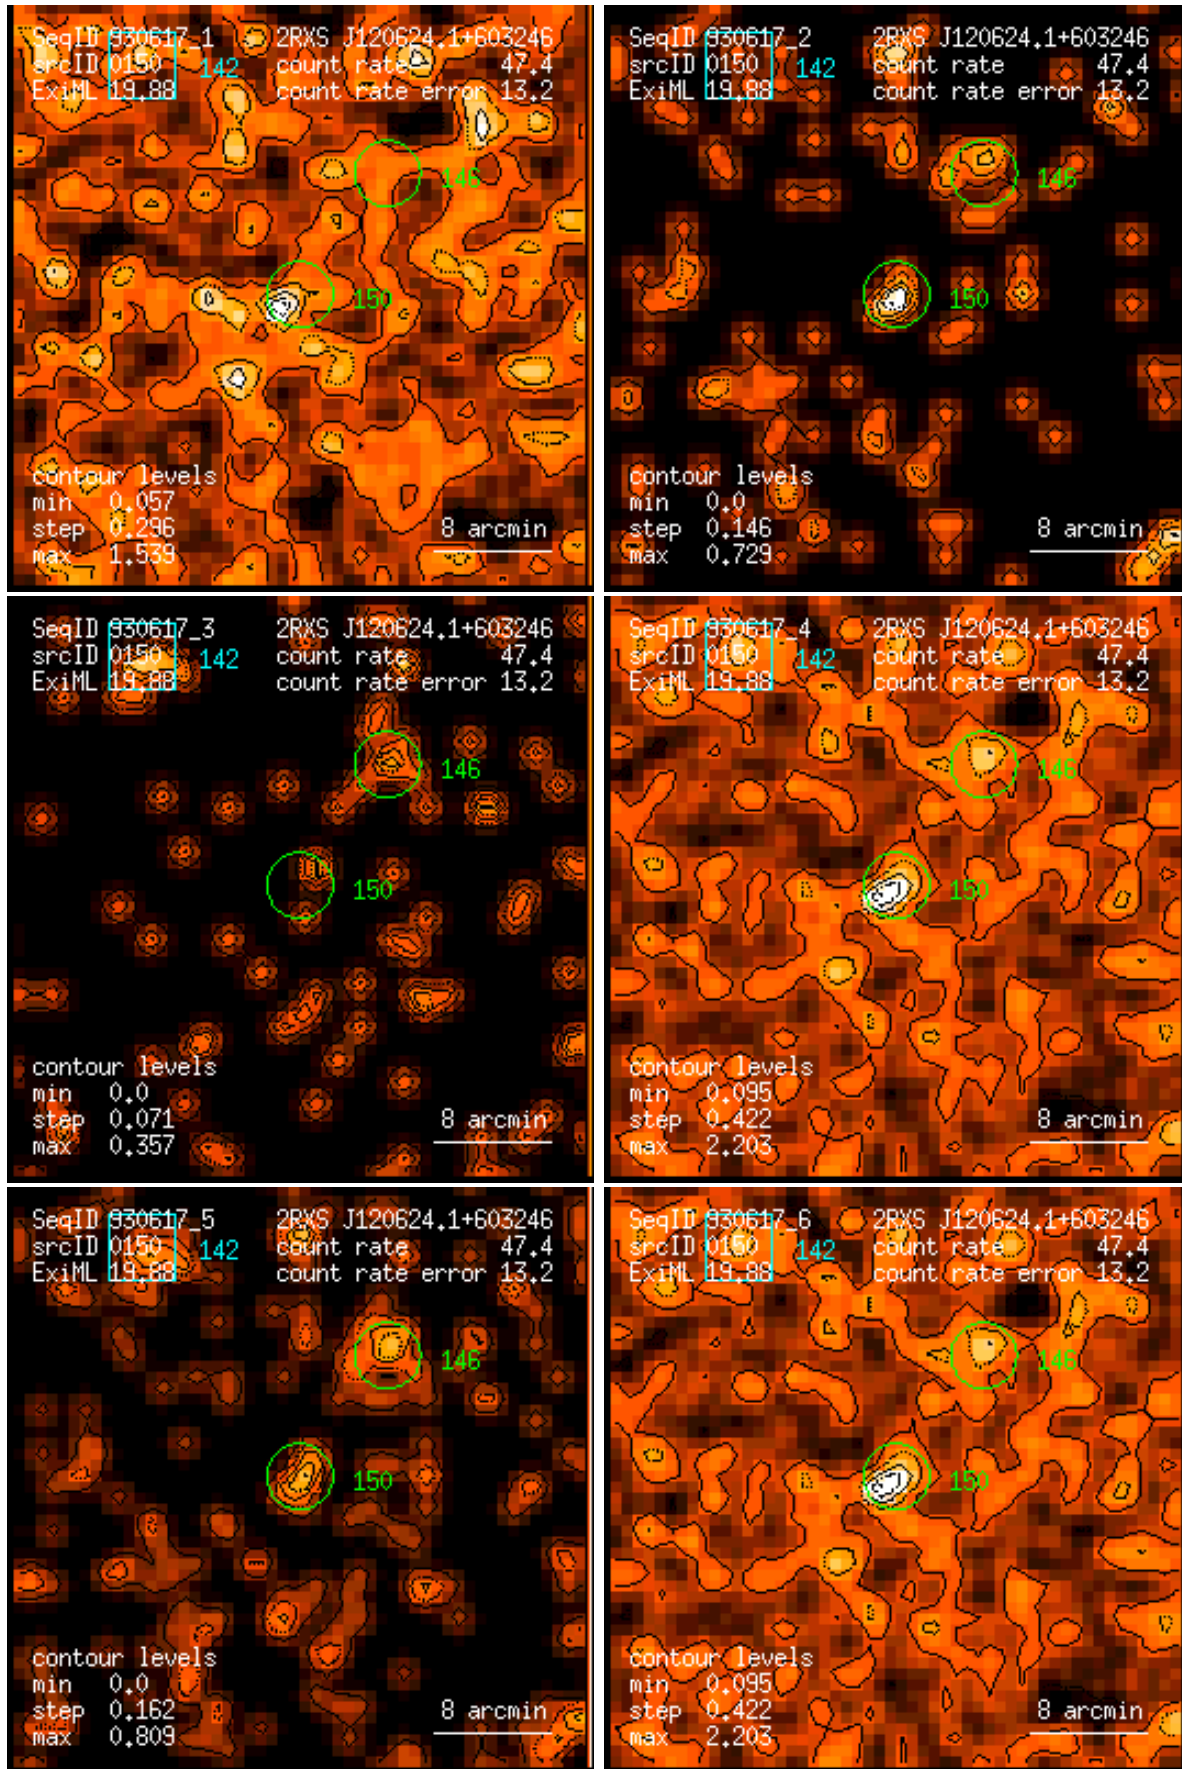 SeqID 930617_1 2RXS J120624.1+603246
srcID 0150 142 count rate 47.4
ExiML 19.88 count rate error 13.2
146
150
contour levels
min 0.057
step 0.296 8 arcmin
max 1.539
SeqID 930617_2 2RXS J120624.1+603246
srcID 0150 142 count rate 47.4
ExiML 19.88 count rate error 13.2
146
150
contour levels
min 0.0
step 0.146 8 arcmin
max 0.729
SeqID 930617_3 2RXS J120624.1+603246
srcID 0150 142 count rate 47.4
ExiML 19.88 count rate error 13.2
146
150
contour levels
min 0.0
step 0.071 8 arcmin
max 0.357
SeqID 930617_4 2RXS J120624.1+603246
srcID 0150 142 count rate 47.4
ExiML 19.88 count rate error 13.2
146
150
contour levels
min 0.095
step 0.422 8 arcmin
max 2.203
SeqID 930617_5 2RXS J120624.1+603246
srcID 0150 142 count rate 47.4
ExiML 19.88 count rate error 13.2
146
150
contour levels
min 0.0
step 0.162 8 arcmin
max 0.809
SeqID 930617_6 2RXS J120624.1+603246
srcID 0150 142 count rate 47.4
ExiML 19.88 count rate error 13.2
146
150
contour levels
min 0.095
step 0.422 8 arcmin
max 2.203